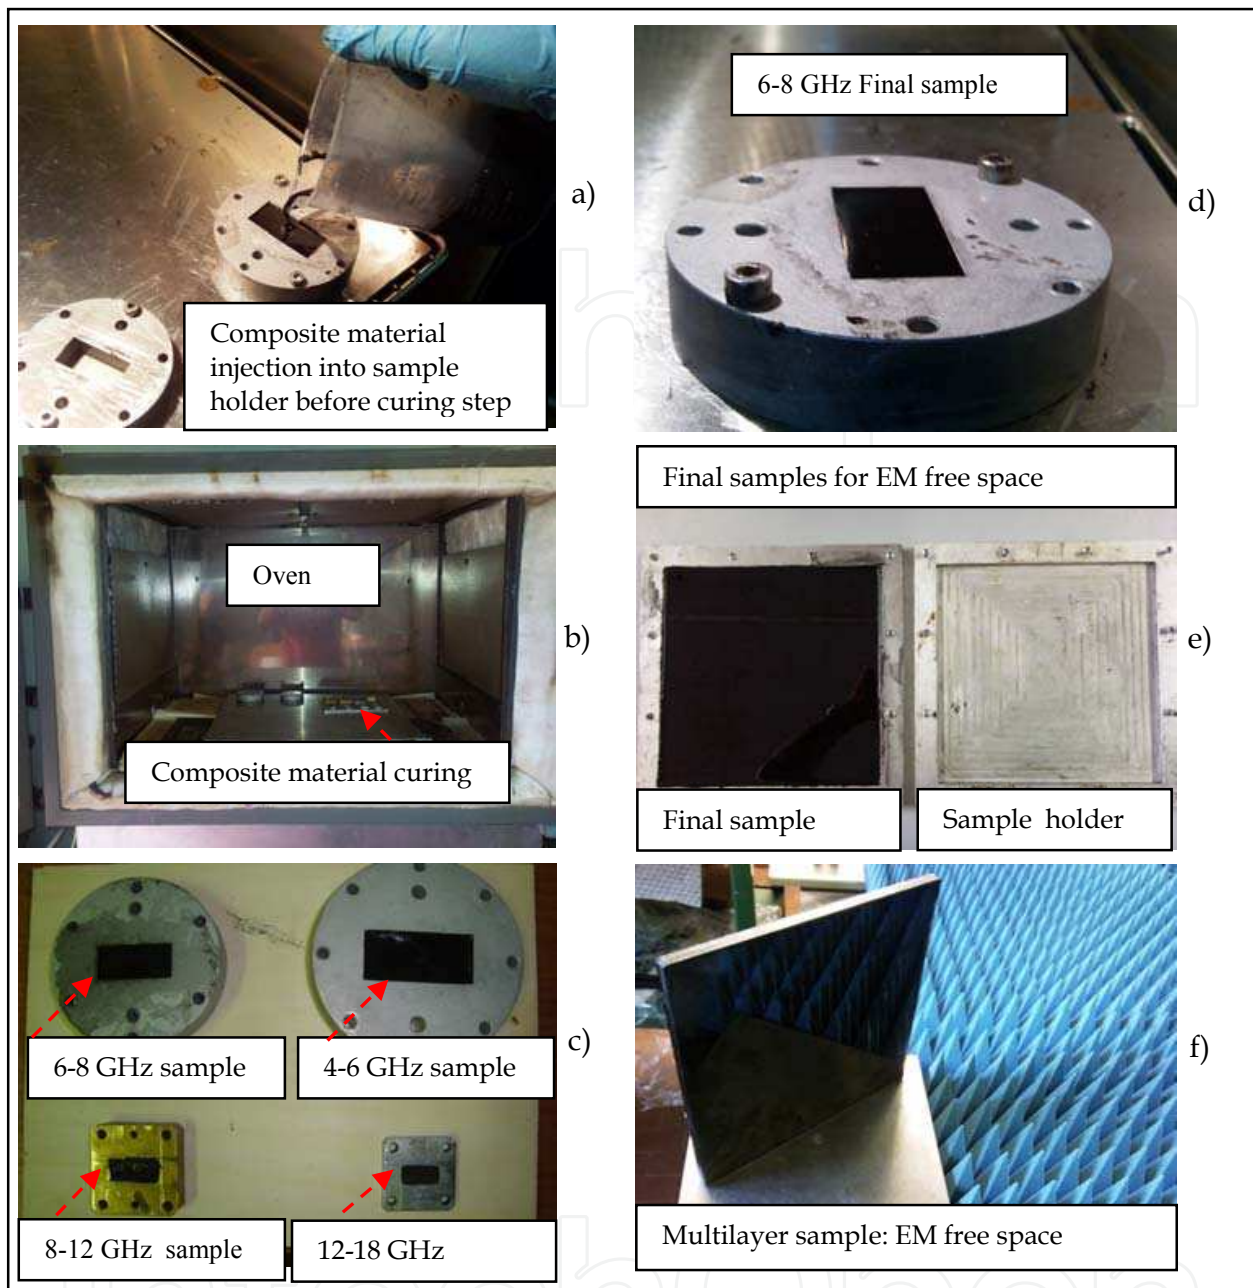 a)
Composite material
injection into sample
holder before curing step
Oven
b)
Composite material curing
6-8 GHz sample
4-6 GHz sample
c)
8-12 GHz sample
12-18 GHz
6-8 GHz Final sample
d)
Final samples for EM free space
e)
Final sample
Sample holder
f)
Multilayer sample: EM free space